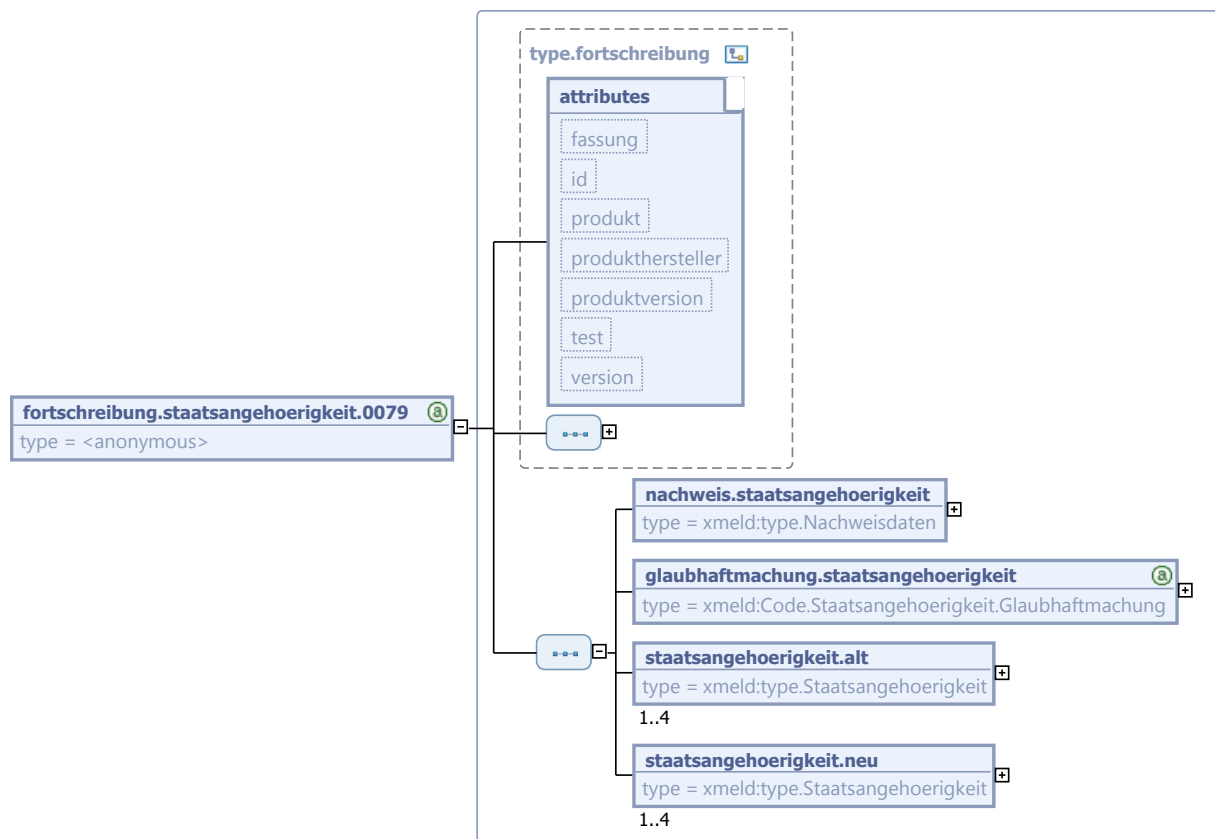 type.fortschreibung
attributes
fassung
id
produkt
produkthersteller
produktversion
test
version
fortschreibung.staatsangehoerigkeit.0079 a
type = <anonymous>
nachweis.staatsangehoerigkeit
type = xmeld:type.Nachweisdaten
glaubhaftmachung.staatsangehoerigkeit a
type = xmeld:Code.Staatsangehoerigkeit.Glaubhaftmachung
staatsangehoerigkeit.alt
type = xmeld:type.Staatsangehoerigkeit
1..4
staatsangehoerigkeit.neu
type = xmeld:type.Staatsangehoerigkeit
1..4